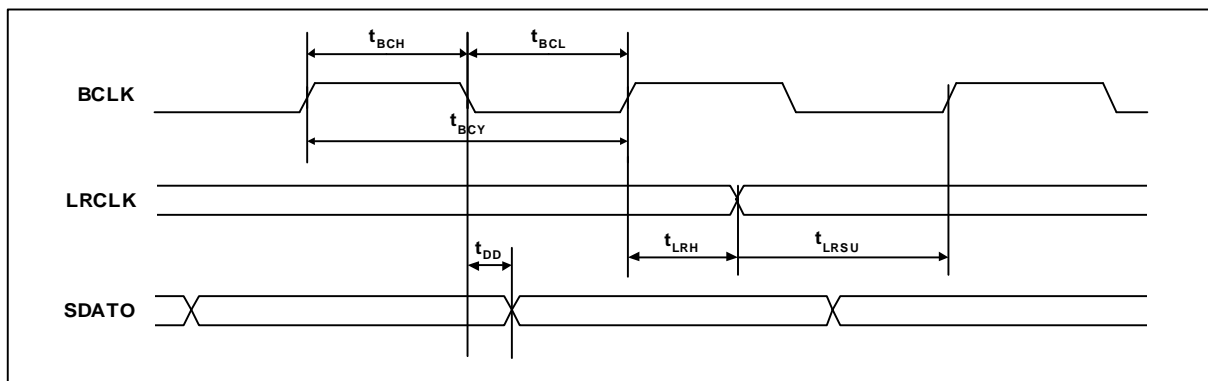 tBCH
tBCL
BCLK
tBCY
LRCLK
tLRH
tLRSU
tDD
SDATO